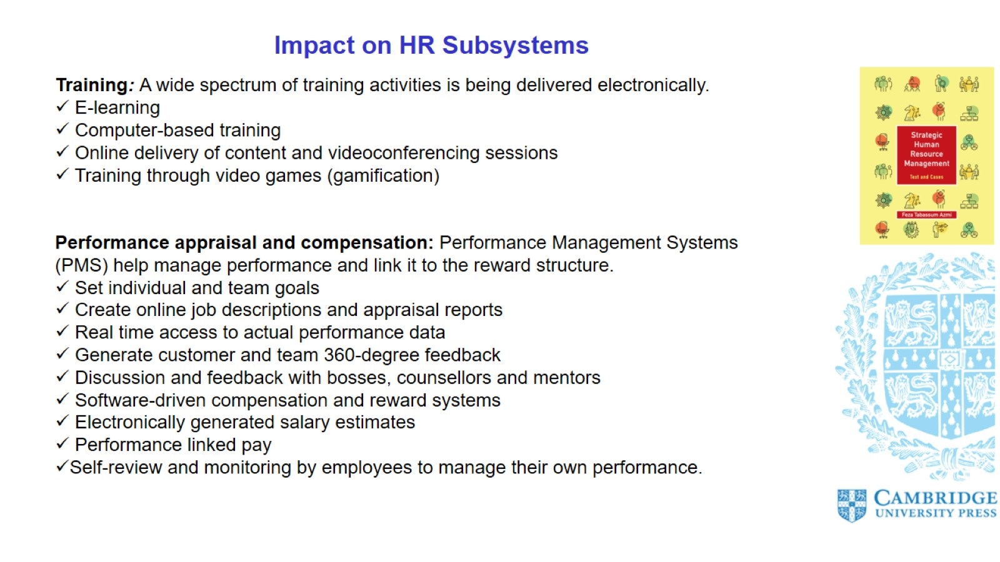 Impact on HR Subsystems
Training: A wide spectrum of training activities is being delivered electronically.
✓ E-learning
✓ Computer-based training
✓ Online delivery of content and videoconferencing sessions
✓ Training through video games (gamification)
Performance appraisal and compensation: Performance Management Systems
(PMS) help manage performance and link it to the reward structure.
✓ Set individual and team goals
✓ Create online job descriptions and appraisal reports
✓ Real time access to actual performance data
✓ Generate customer and team 360-degree feedback
✓ Discussion and feedback with bosses, counsellors and mentors
✓ Software-driven compensation and reward systems
✓ Electronically generated salary estimates
✓ Performance linked pay
✓Self-review and monitoring by employees to manage their own performance.
Strategic
Human
Resource
Management
Text and Cases
Feza Tabassum Azmi
CAMBRIDGE
UNIVERSITY PRESS